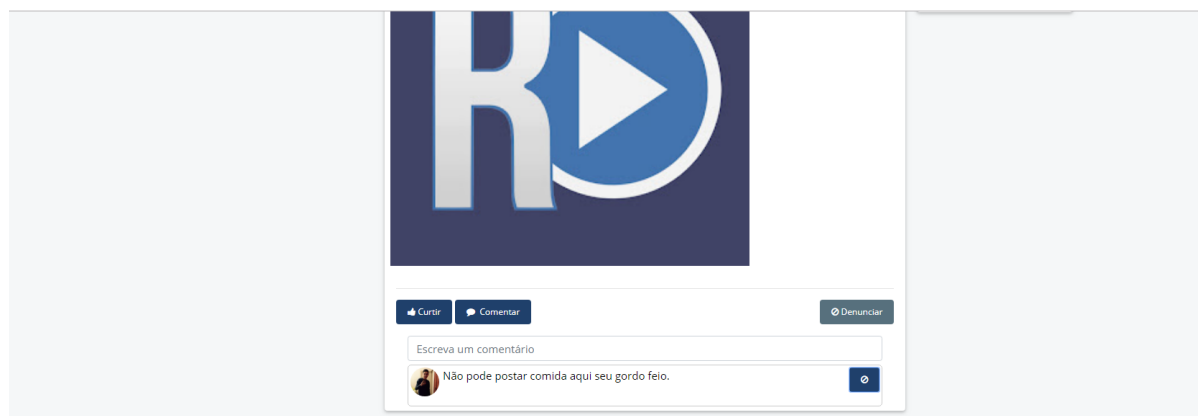 R
Curtir Comentar Denunciar
Escreva um comentário
Não pode postar comida aqui seu gordo feio.